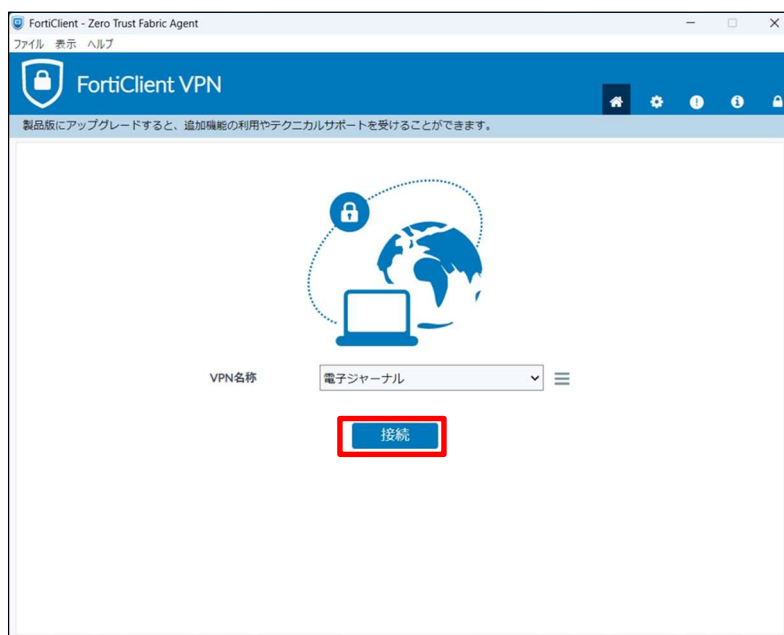 FortiClient - Zero Trust Fabric Agent
ファイル 表示 ヘルプ
FortiClient VPN
製品版にアップグレードすると、追加機能の利用やテクニカルサポートを受けることができます。
VPN名称 電子ジャーナル
接続